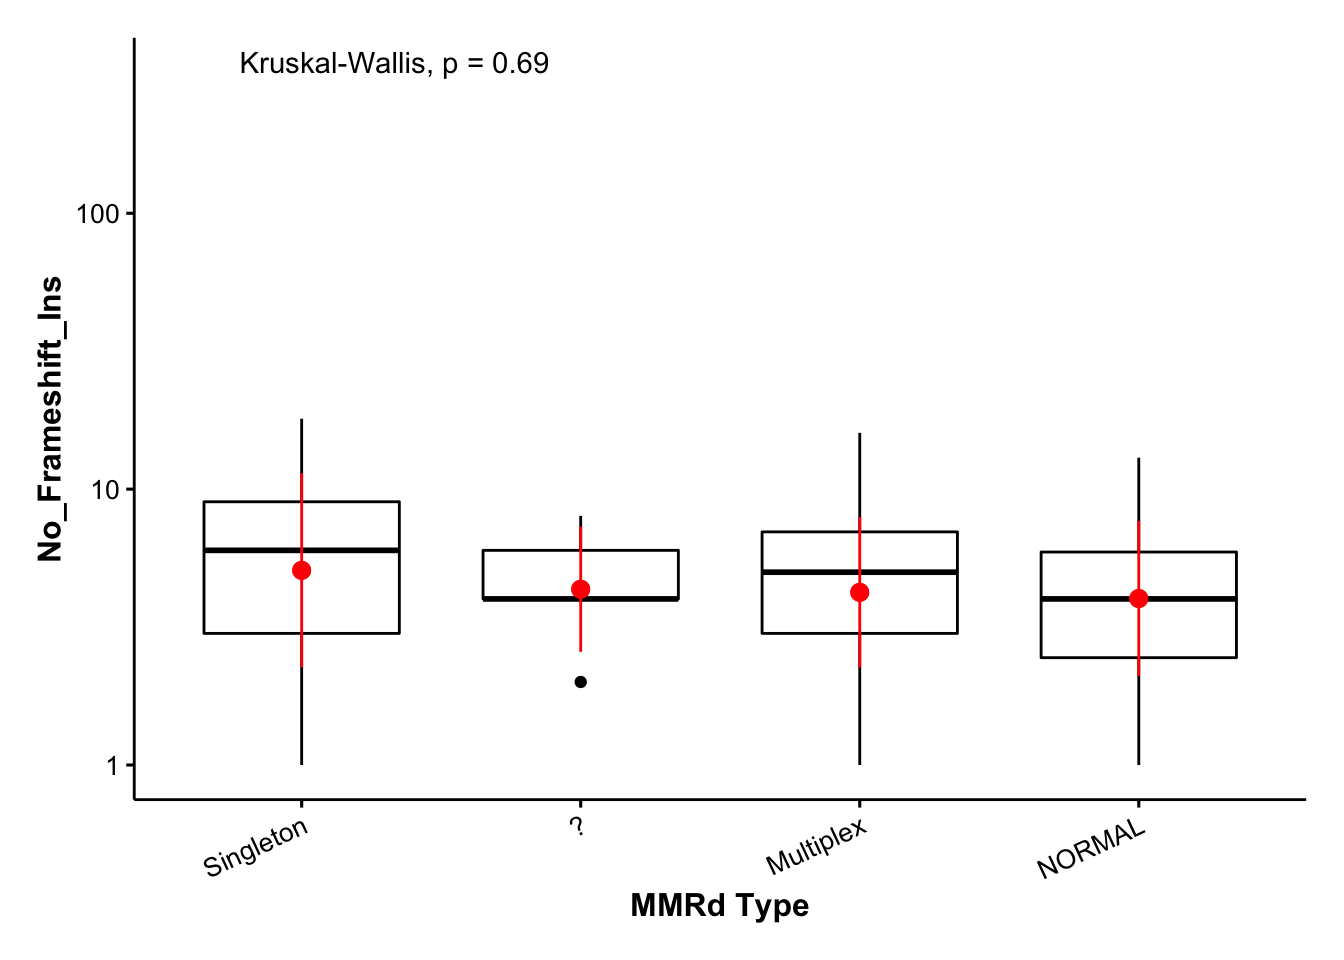 Kruskal-Wallis, p = 0.69
100
10
1
No_Frameshift_Ins
Singleton
?
Multiplex
NORMAL
MMRd Type